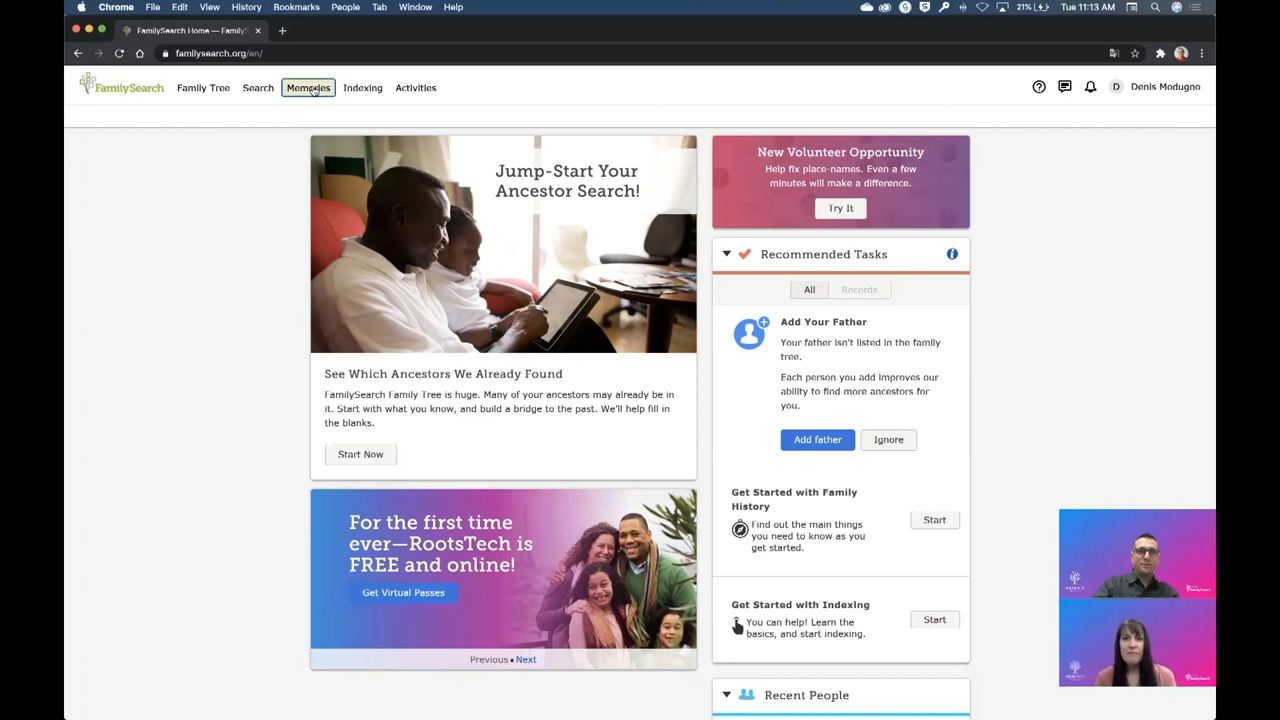 Chrome File Edit View History Bookmarks People Tab Window Help 21% Tue 11:13 AM
FamilySearch Home — FamilyS
familysearch.org/en/
FamilySearch Family Tree Search Memories Indexing Activities D Denis Modugno
Jump-Start Your
Ancestor Search!
See Which Ancestors We Already Found
FamilySearch Family Tree is huge. Many of your ancestors may already be in
it. Start with what you know, and build a bridge to the past. We'll help fill in
the blanks.
Start Now
For the first time
ever—RootsTech is
FREE and online!
Get Virtual Passes
Previous • Next
New Volunteer Opportunity
Help fix place-names. Even a few
minutes will make a difference.
Try It
Recommended Tasks
All Records
Add Your Father
Your father isn't listed in the family
tree.
Each person you add improves our
ability to find more ancestors for
you.
Add father Ignore
Get Started with Family
History
Find out the main things
you need to know as you
get started.
Start
Get Started with Indexing
You can help! Learn the
basics, and start indexing.
Start
Recent People